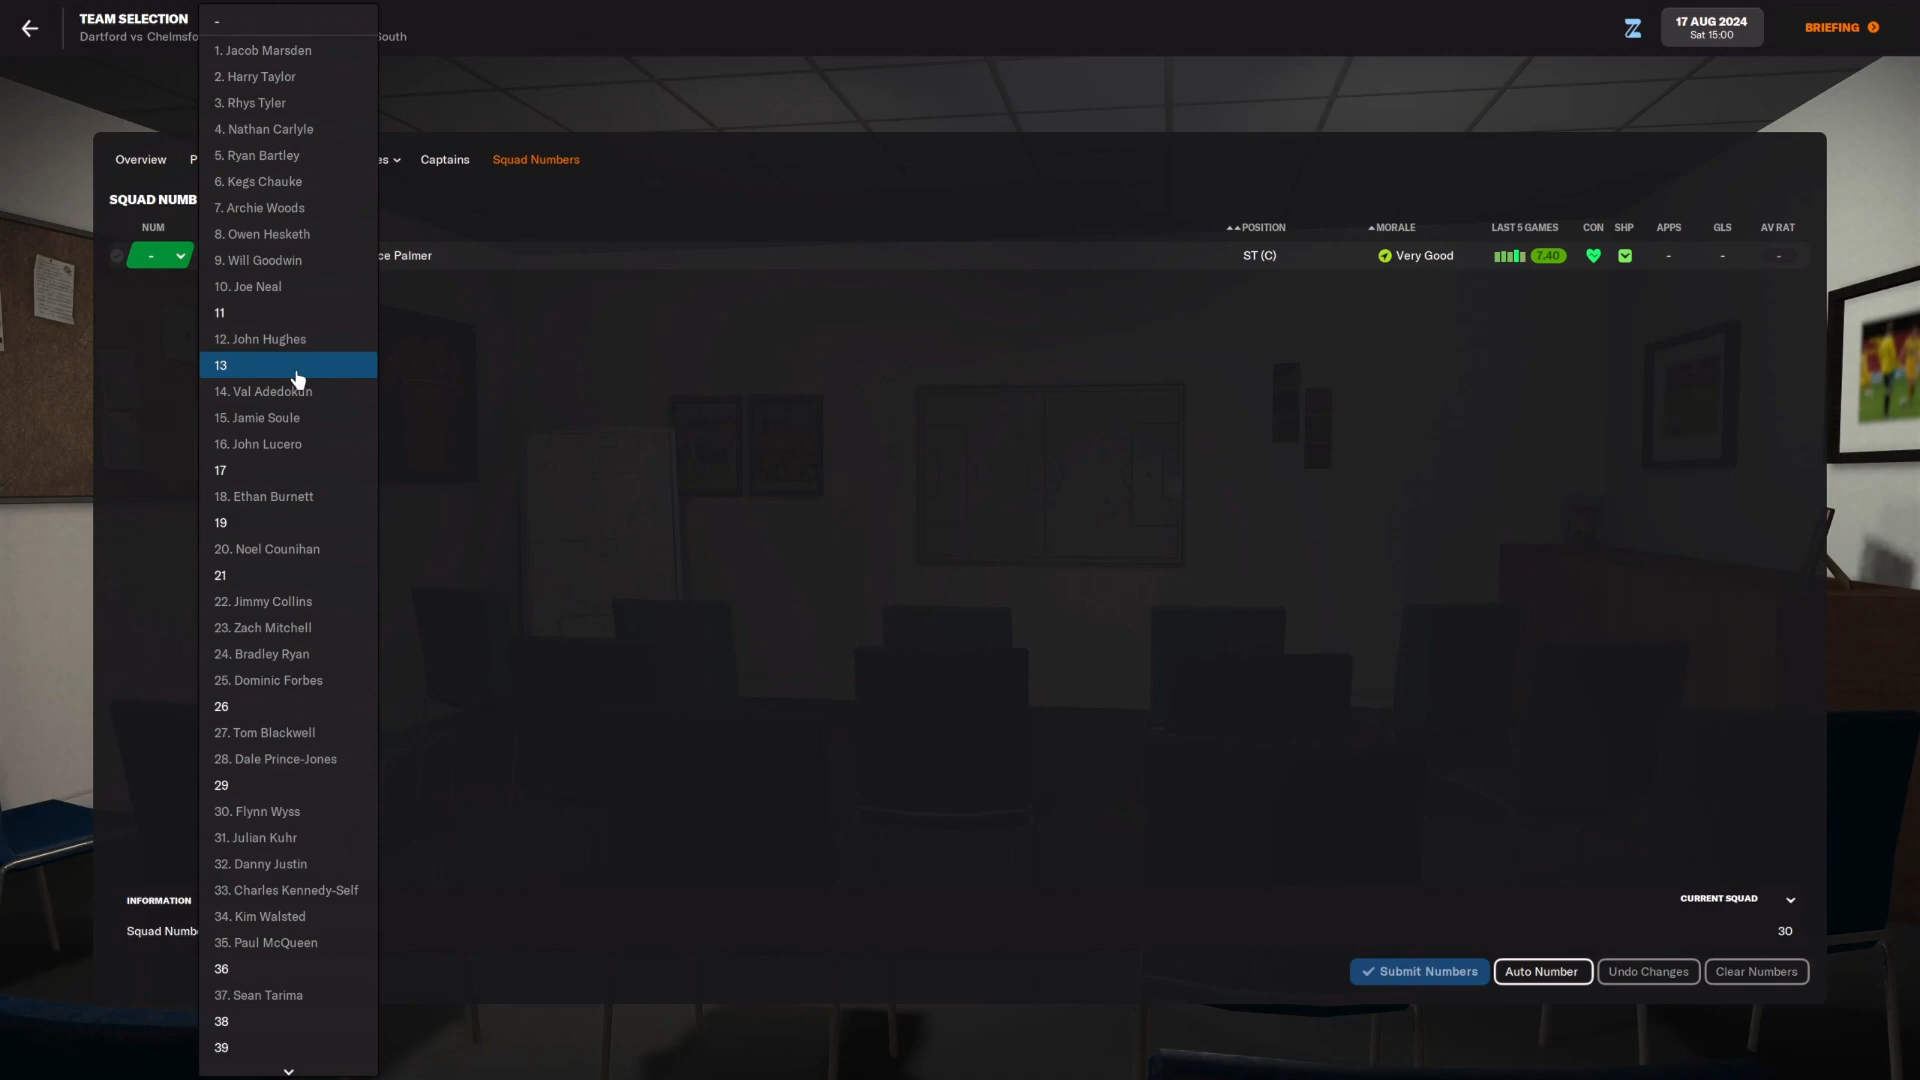 TEAM SELECTION
Dartford vs Chelmsfo
South
17 AUG 2024
Sat 15:00
BRIEFING
-
1. Jacob Marsden
2. Harry Taylor
3. Rhys Tyler
4. Nathan Carlyle
5. Ryan Bartley
6. Kegs Chauke
7. Archie Woods
8. Owen Hesketh
9. Will Goodwin
10. Joe Neal
11
12. John Hughes
13
14. Val Adedokun
15. Jamie Soule
16. John Lucero
17
18. Ethan Burnett
19
20. Noel Counihan
21
22. Jimmy Collins
23. Zach Mitchell
24. Bradley Ryan
25. Dominic Forbes
26
27. Tom Blackwell
28. Dale Prince-Jones
29
30. Flynn Wyss
31. Julian Kuhr
32. Danny Justin
33. Charles Kennedy-Self
34. Kim Walsted
35. Paul McQueen
36
37. Sean Tarima
38
39
Overview P es Captains Squad Numbers
SQUAD NUMB
NUM POSITION MORALE LAST 5 GAMES CON SHP APPS GLS AV RAT
- ce Palmer ST (C) Very Good 7.40 - - -
INFORMATION CURRENT SQUAD
Squad Numb 30
Submit Numbers Auto Number Undo Changes Clear Numbers